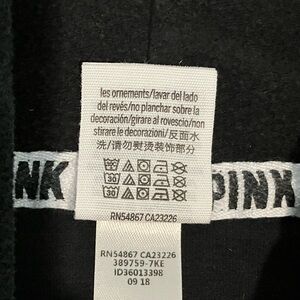 les ornements/lavar del lado
del revés/no planchar sobre la
decoración/girare al rovescio/non
stirare le decorazioni/反面水
洗/请勿熨烫装饰部分
30
30
NK
PINK
RN54867 CA23226
RN54867 CA23226
389759-7KE
ID36013398
09 18